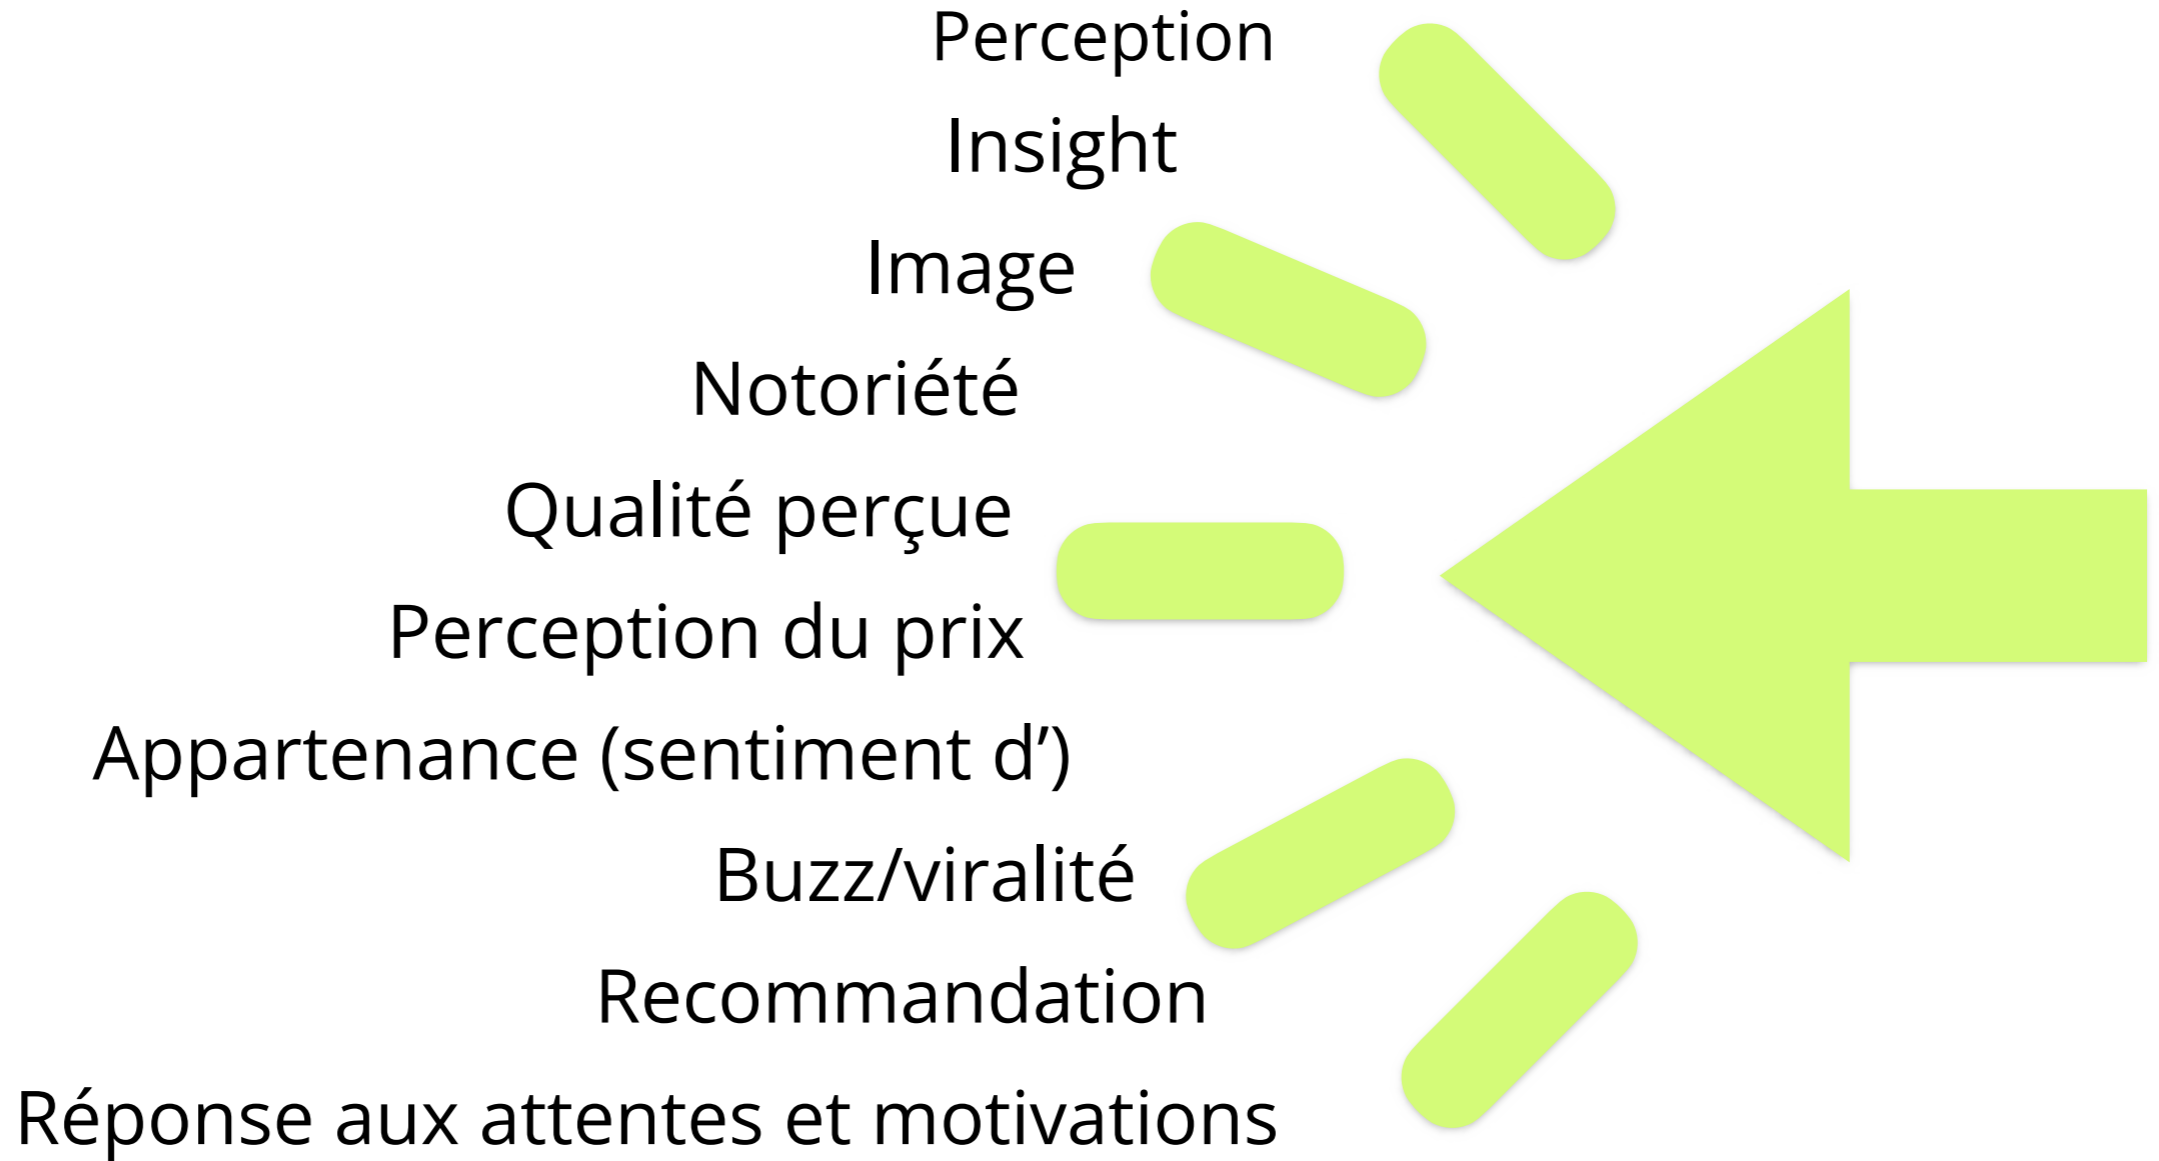 Perception
Insight
Image
Notoriété
Qualité perçue
Perception du prix
Appartenance (sentiment d’)
Buzz/viralité
Recommandation
Réponse aux attentes et motivations